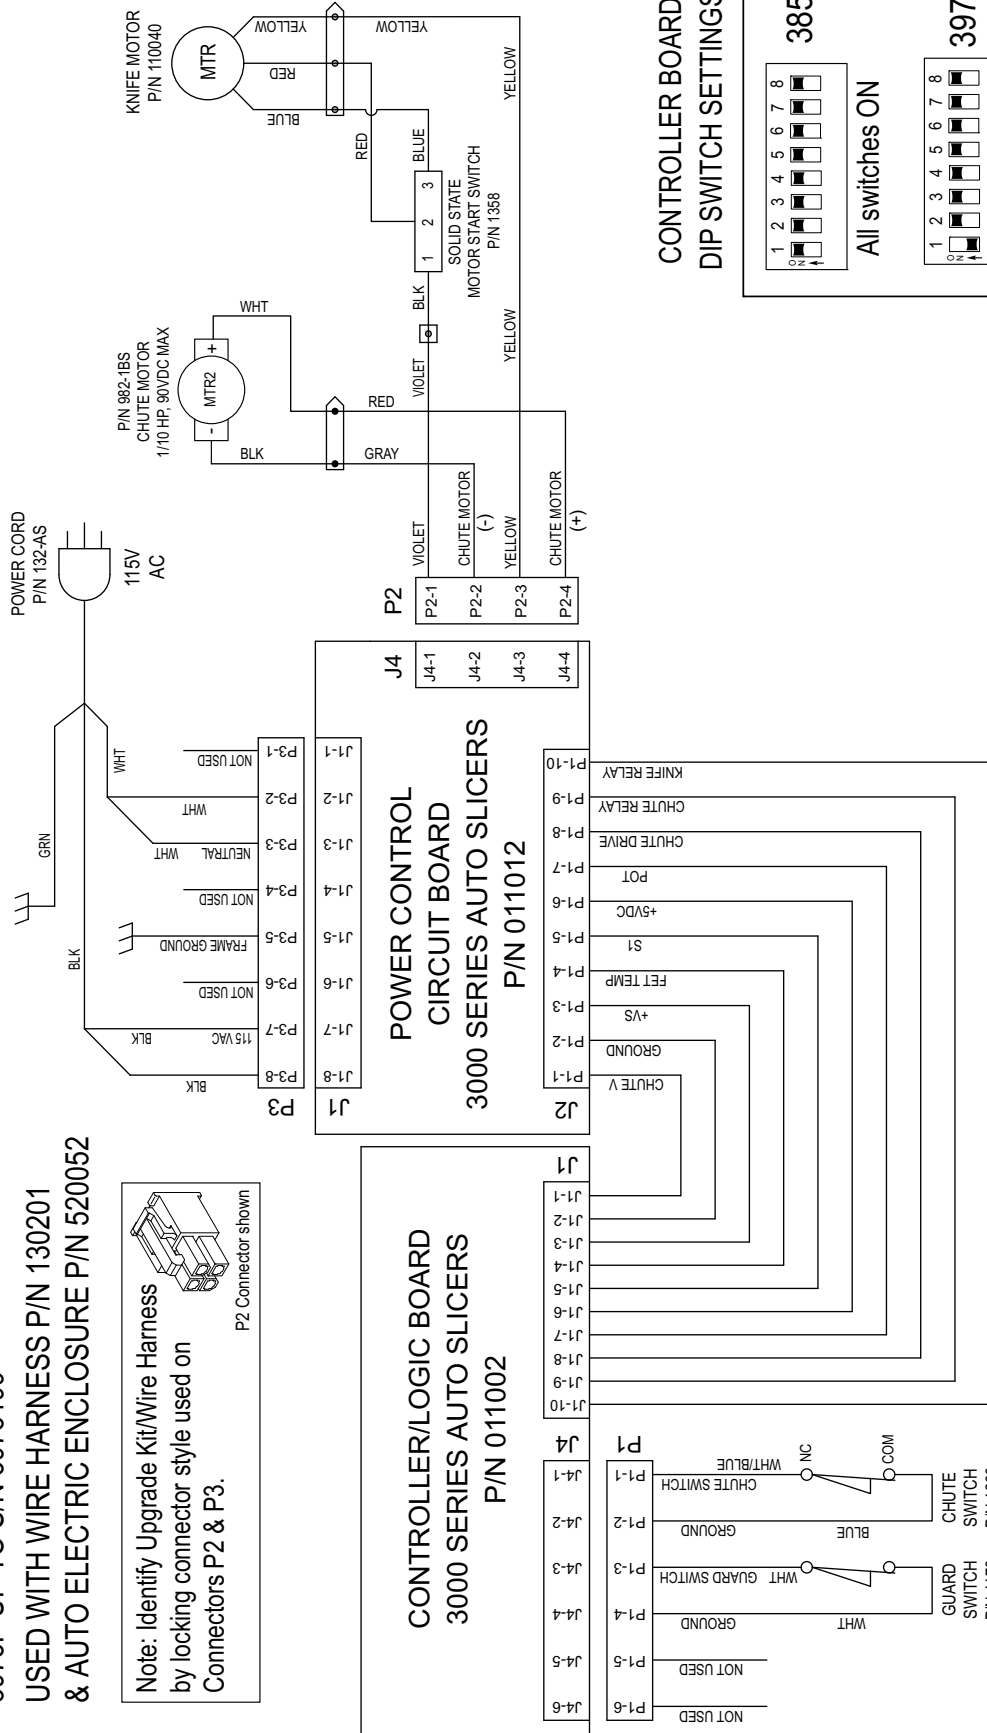 USED WITH WIRE HARNESS P/N 130201
& AUTO ELECTRIC ENCLOSURE P/N 520052
Note: Identify Upgrade Kit/Wire Harness
by locking connector style used on
Connectors P2 & P3.
P2 Connector shown
POWER CORD
P/N 132-AS
115V
AC
GRN
BLK
WHT
WHT
WHT
BLK
BLK
NOT USED
NEUTRAL
NOT USED
FRAME GROUND
NOT USED
115 VAC
P3-1
P3-2
P3-3
P3-4
P3-5
P3-6
P3-7
P3-8
P3
J1-1
J1-2
J1-3
J1-4
J1-5
J1-6
J1-7
J1-8
J1
POWER CONTROL
CIRCUIT BOARD
3000 SERIES AUTO SLICERS
P/N 011012
J4
J4-1
J4-2
J4-3
J4-4
P2
P2-1
P2-2
P2-3
P2-4
VIOLET
CHUTE MOTOR
(-)
YELLOW
CHUTE MOTOR
(+)
P/N 982-1BS
CHUTE MOTOR
1/10 HP, 90VDC MAX
-
MTR2
+
BLK
WHT
GRAY
RED
VIOLET
BLK
YELLOW
KNIFE MOTOR
P/N 110040
MTR
YELLOW
RED
BLUE
YELLOW
RED
BLUE
YELLOW
1
2
3
SOLID STATE
MOTOR START SWITCH
P/N 1358
J2
P1-1
P1-2
P1-3
P1-4
P1-5
P1-6
P1-7
P1-8
P1-9
P1-10
CHUTE V
GROUND
+VS
FET TEMP
S1
+5VDC
POT
CHUTE DRIVE
CHUTE RELAY
KNIFE RELAY
CONTROLLER/LOGIC BOARD
3000 SERIES AUTO SLICERS
P/N 011002
J1
J1-1
J1-2
J1-3
J1-4
J1-5
J1-6
J1-7
J1-8
J1-9
J1-10
J4
J4-1
J4-2
J4-3
J4-4
J4-5
J4-6
P1
P1-1
P1-2
P1-3
P1-4
P1-5
P1-6
WHT/BLUE
CHUTE SWITCH
GROUND
BLUE
GUARD SWITCH
WHT
GROUND
WHT
NOT USED
NOT USED
NC
COM
CHUTE
SWITCH
GUARD
SWITCH
CONTROLLER BOARD
DIP SWITCH SETTINGS
1 2 3 4 5 6 7 8
ON
All switches ON
385
1 2 3 4 5 6 7 8
ON
397